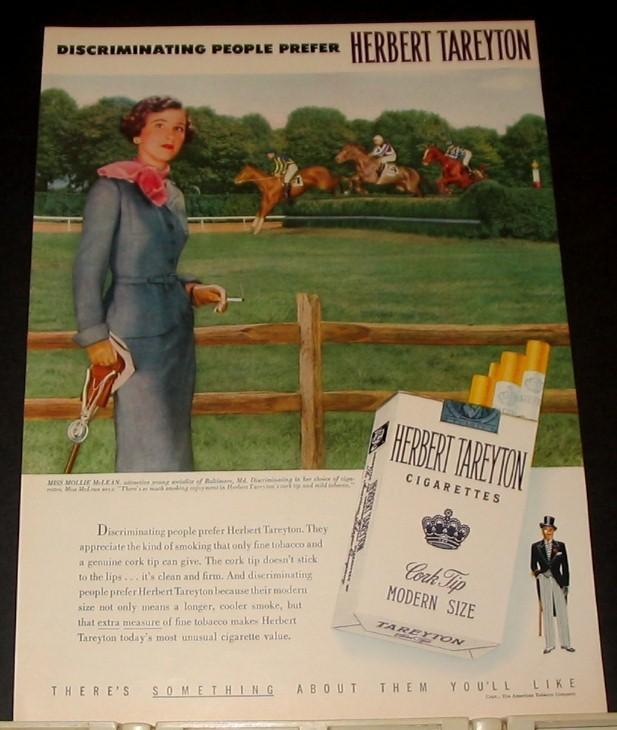 DISCRIMINATING PEOPLE PREFER HERBERT TAREYTON
MISS MOLLIE McLEAN, attractive young socialite of Baltimore, Md. Discriminating in her choice of ciga-
rettes, Miss McLean says: "There's so much smoking enjoyment in Herbert Tareyton's cork tip and mild tobacco."
HERBERT TAREYTON
CIGARETTES
Cork Tip
MODERN SIZE
TAREYTON
Discriminating people prefer Herbert Tareyton. They
appreciate the kind of smoking that only fine tobacco and
a genuine cork tip can give. The cork tip doesn't stick
to the lips . . . it's clean and firm. And discriminating
people prefer Herbert Tareyton because their modern
size not only means a longer, cooler smoke, but
that extra measure of fine tobacco makes Herbert
Tareyton today's most unusual cigarette value.
THERE'S SOMETHING ABOUT THEM YOU'LL LIKE
Copr., The American Tobacco Company